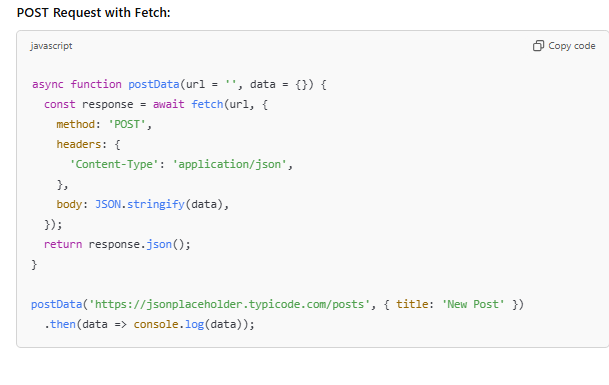 POST Request with Fetch:
javascript Copy code
async function postData(url = '', data = {}) {
  const response = await fetch(url, {
    method: 'POST',
    headers: {
      'Content-Type': 'application/json',
    },
    body: JSON.stringify(data),
  });
  return response.json();
}
postData('https://jsonplaceholder.typicode.com/posts', { title: 'New Post' })
  .then(data => console.log(data));